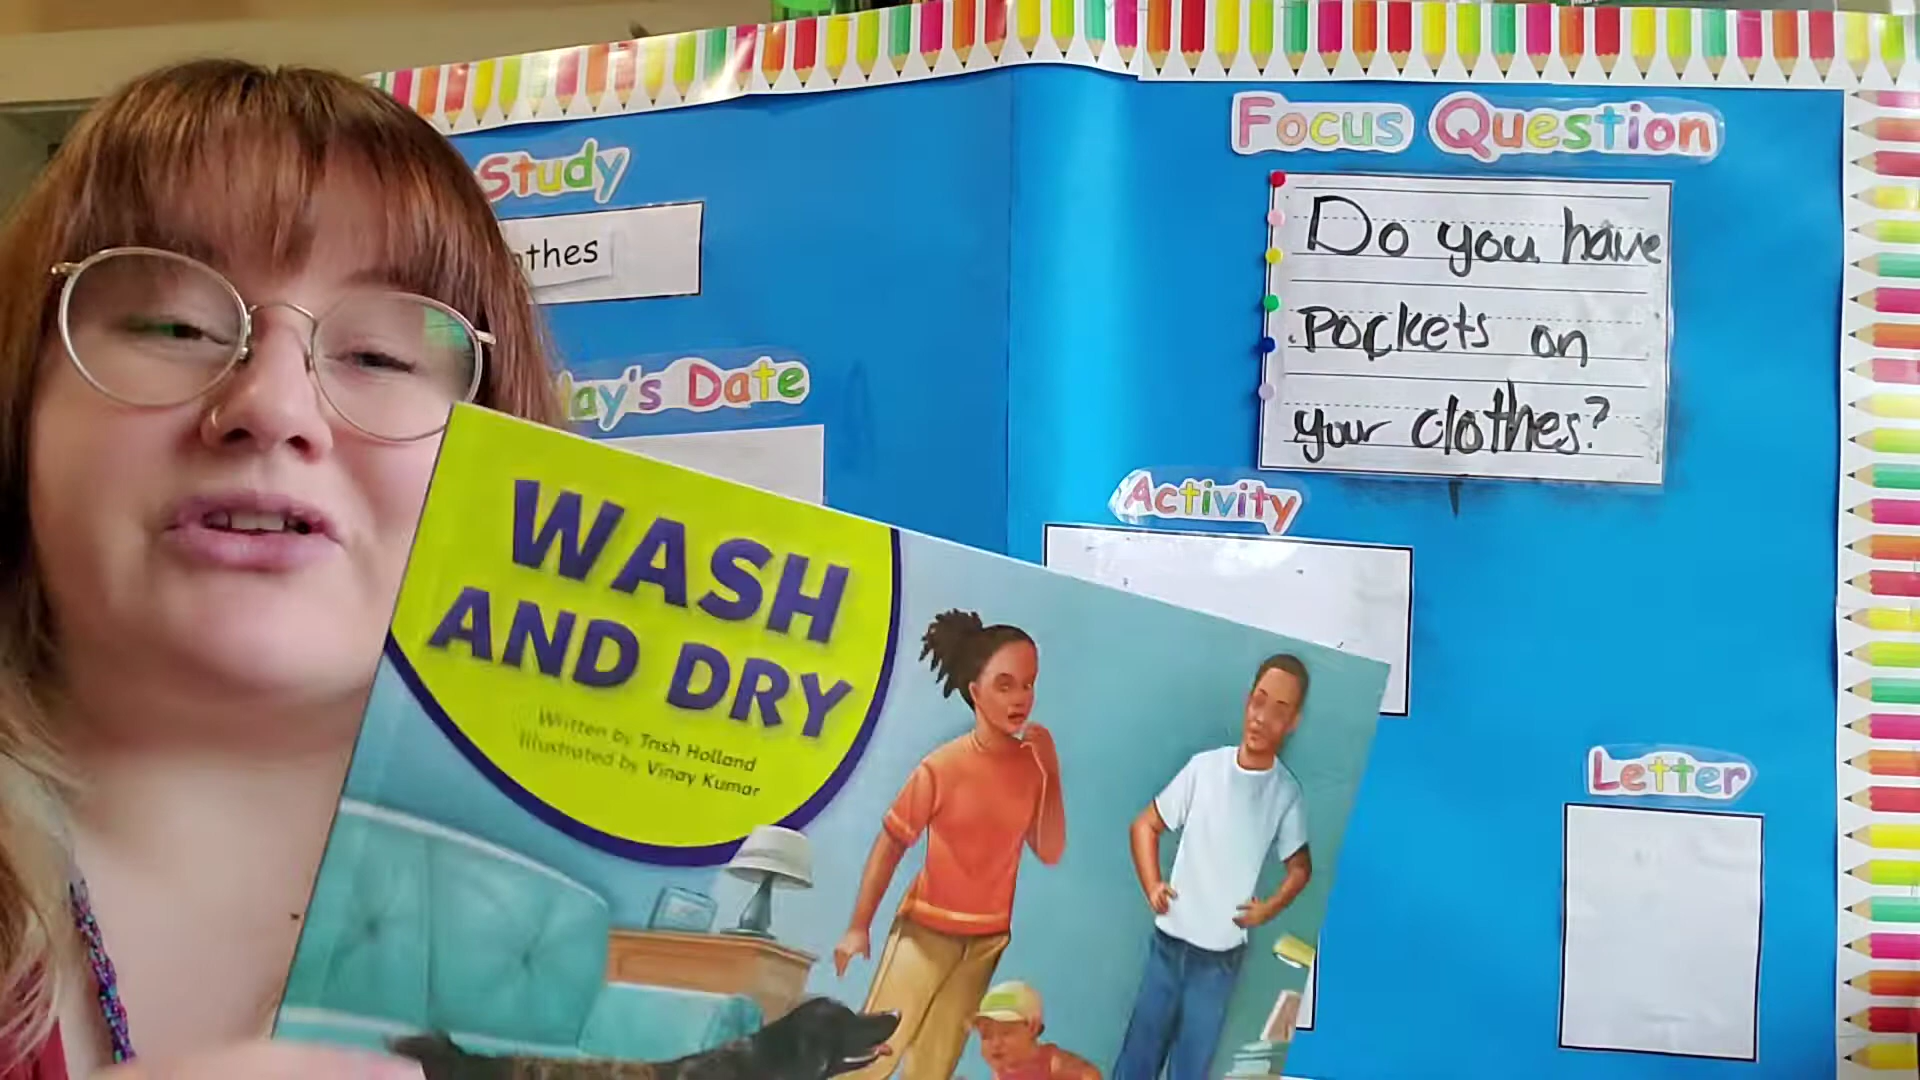 Study
othes
ay's Date
Focus Question
Do you have
pockets on
your clothes?
Activity
WASH
AND DRY
Written by Trish Holland
Illustrated by Vinay Kumar
Letter